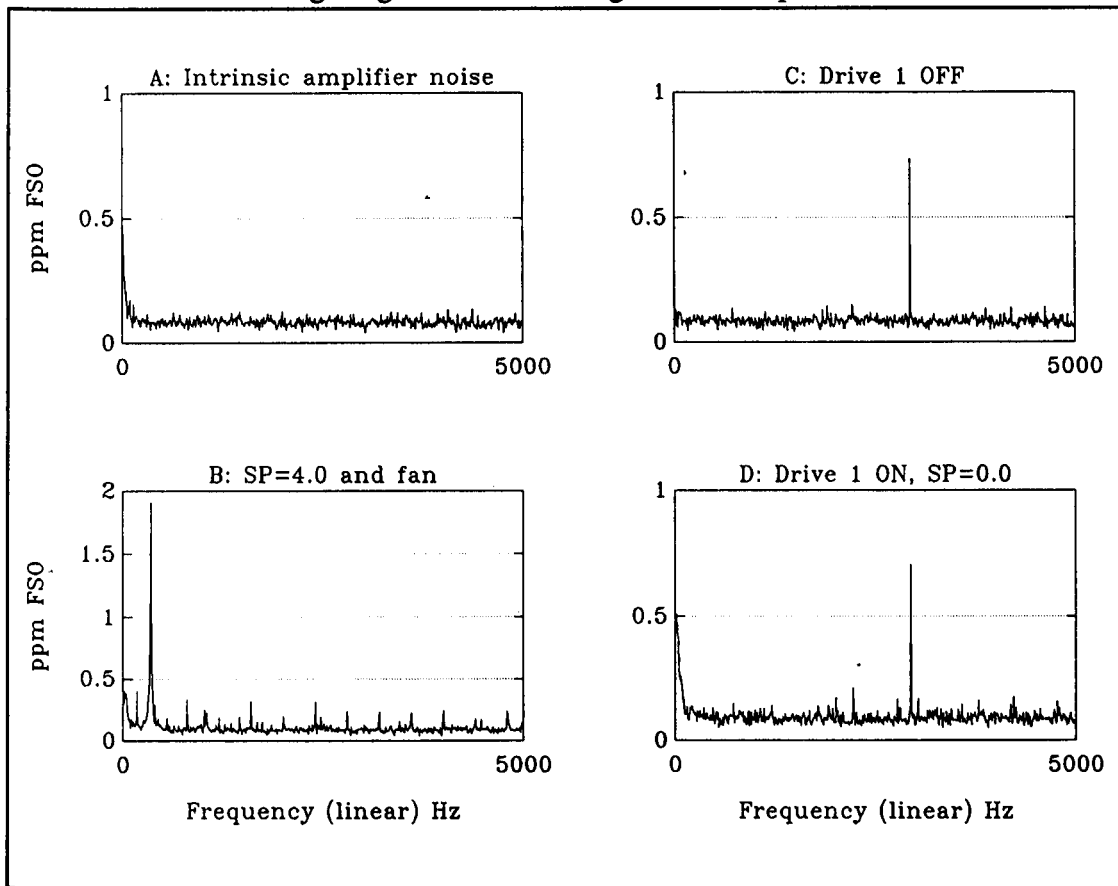 A: Intrinsic amplifier noise
1
0.5
0
0
5000
ppm FSO
C: Drive 1 OFF
1
0.5
0
0
5000
B: SP=4.0 and fan
2
1.5
1
0.5
0
0
5000
ppm FSO
Frequency (linear) Hz
D: Drive 1 ON, SP=0.0
1
0.5
0
0
5000
Frequency (linear) Hz